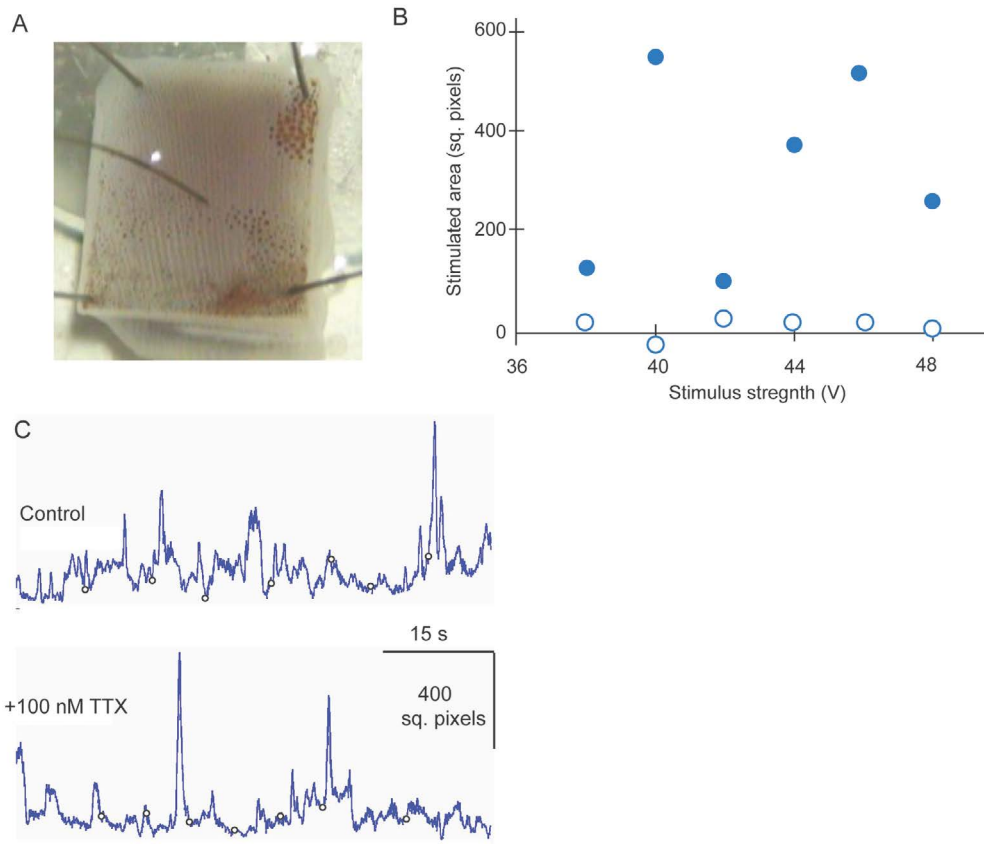 A
B
600
400
200
0
36
40
44
48
Stimulated area (sq. pixels)
Stimulus stregnth (V)
C
Control
15 s
400
sq. pixels
+100 nM TTX